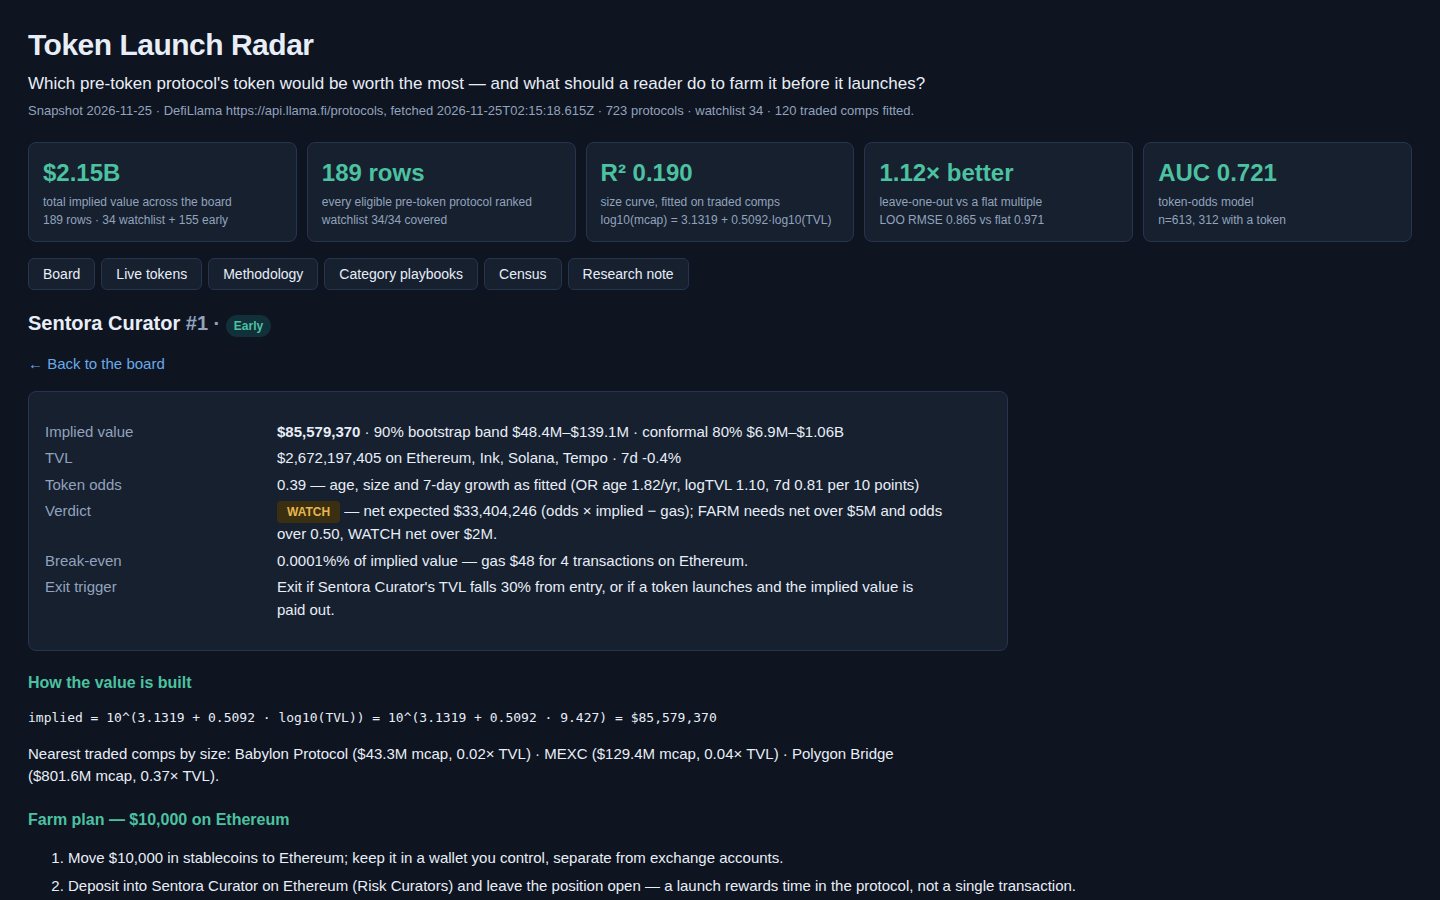 Token Launch Radar
Which pre-token protocol's token would be worth the most — and what should a reader do to farm it before it launches?
Snapshot 2026-11-25 · DefiLlama https://api.llama.fi/protocols, fetched 2026-11-25T02:15:18.615Z · 723 protocols · watchlist 34 · 120 traded comps fitted.
$2.15B
total implied value across the board
189 rows · 34 watchlist + 155 early
189 rows
every eligible pre-token protocol ranked
watchlist 34/34 covered
R² 0.190
size curve, fitted on traded comps
log10(mcap) = 3.1319 + 0.5092·log10(TVL)
1.12× better
leave-one-out vs a flat multiple
LOO RMSE 0.865 vs flat 0.971
AUC 0.721
token-odds model
n=613, 312 with a token
Board
Live tokens
Methodology
Category playbooks
Census
Research note
Sentora Curator #1 · Early
← Back to the board
Implied value $85,579,370 · 90% bootstrap band $48.4M–$139.1M · conformal 80% $6.9M–$1.06B
TVL $2,672,197,405 on Ethereum, Ink, Solana, Tempo · 7d -0.4%
Token odds 0.39 — age, size and 7-day growth as fitted (OR age 1.82/yr, logTVL 1.10, 7d 0.81 per 10 points)
Verdict WATCH — net expected $33,404,246 (odds × implied − gas); FARM needs net over $5M and odds
over 0.50, WATCH net over $2M.
Break-even 0.0001%% of implied value — gas $48 for 4 transactions on Ethereum.
Exit trigger Exit if Sentora Curator's TVL falls 30% from entry, or if a token launches and the implied value is
paid out.
How the value is built
implied = 10^(3.1319 + 0.5092 · log10(TVL)) = 10^(3.1319 + 0.5092 · 9.427) = $85,579,370
Nearest traded comps by size: Babylon Protocol ($43.3M mcap, 0.02× TVL) · MEXC ($129.4M mcap, 0.04× TVL) · Polygon Bridge
($801.6M mcap, 0.37× TVL).
Farm plan — $10,000 on Ethereum
1. Move $10,000 in stablecoins to Ethereum; keep it in a wallet you control, separate from exchange accounts.
2. Deposit into Sentora Curator on Ethereum (Risk Curators) and leave the position open — a launch rewards time in the protocol, not a single transaction.